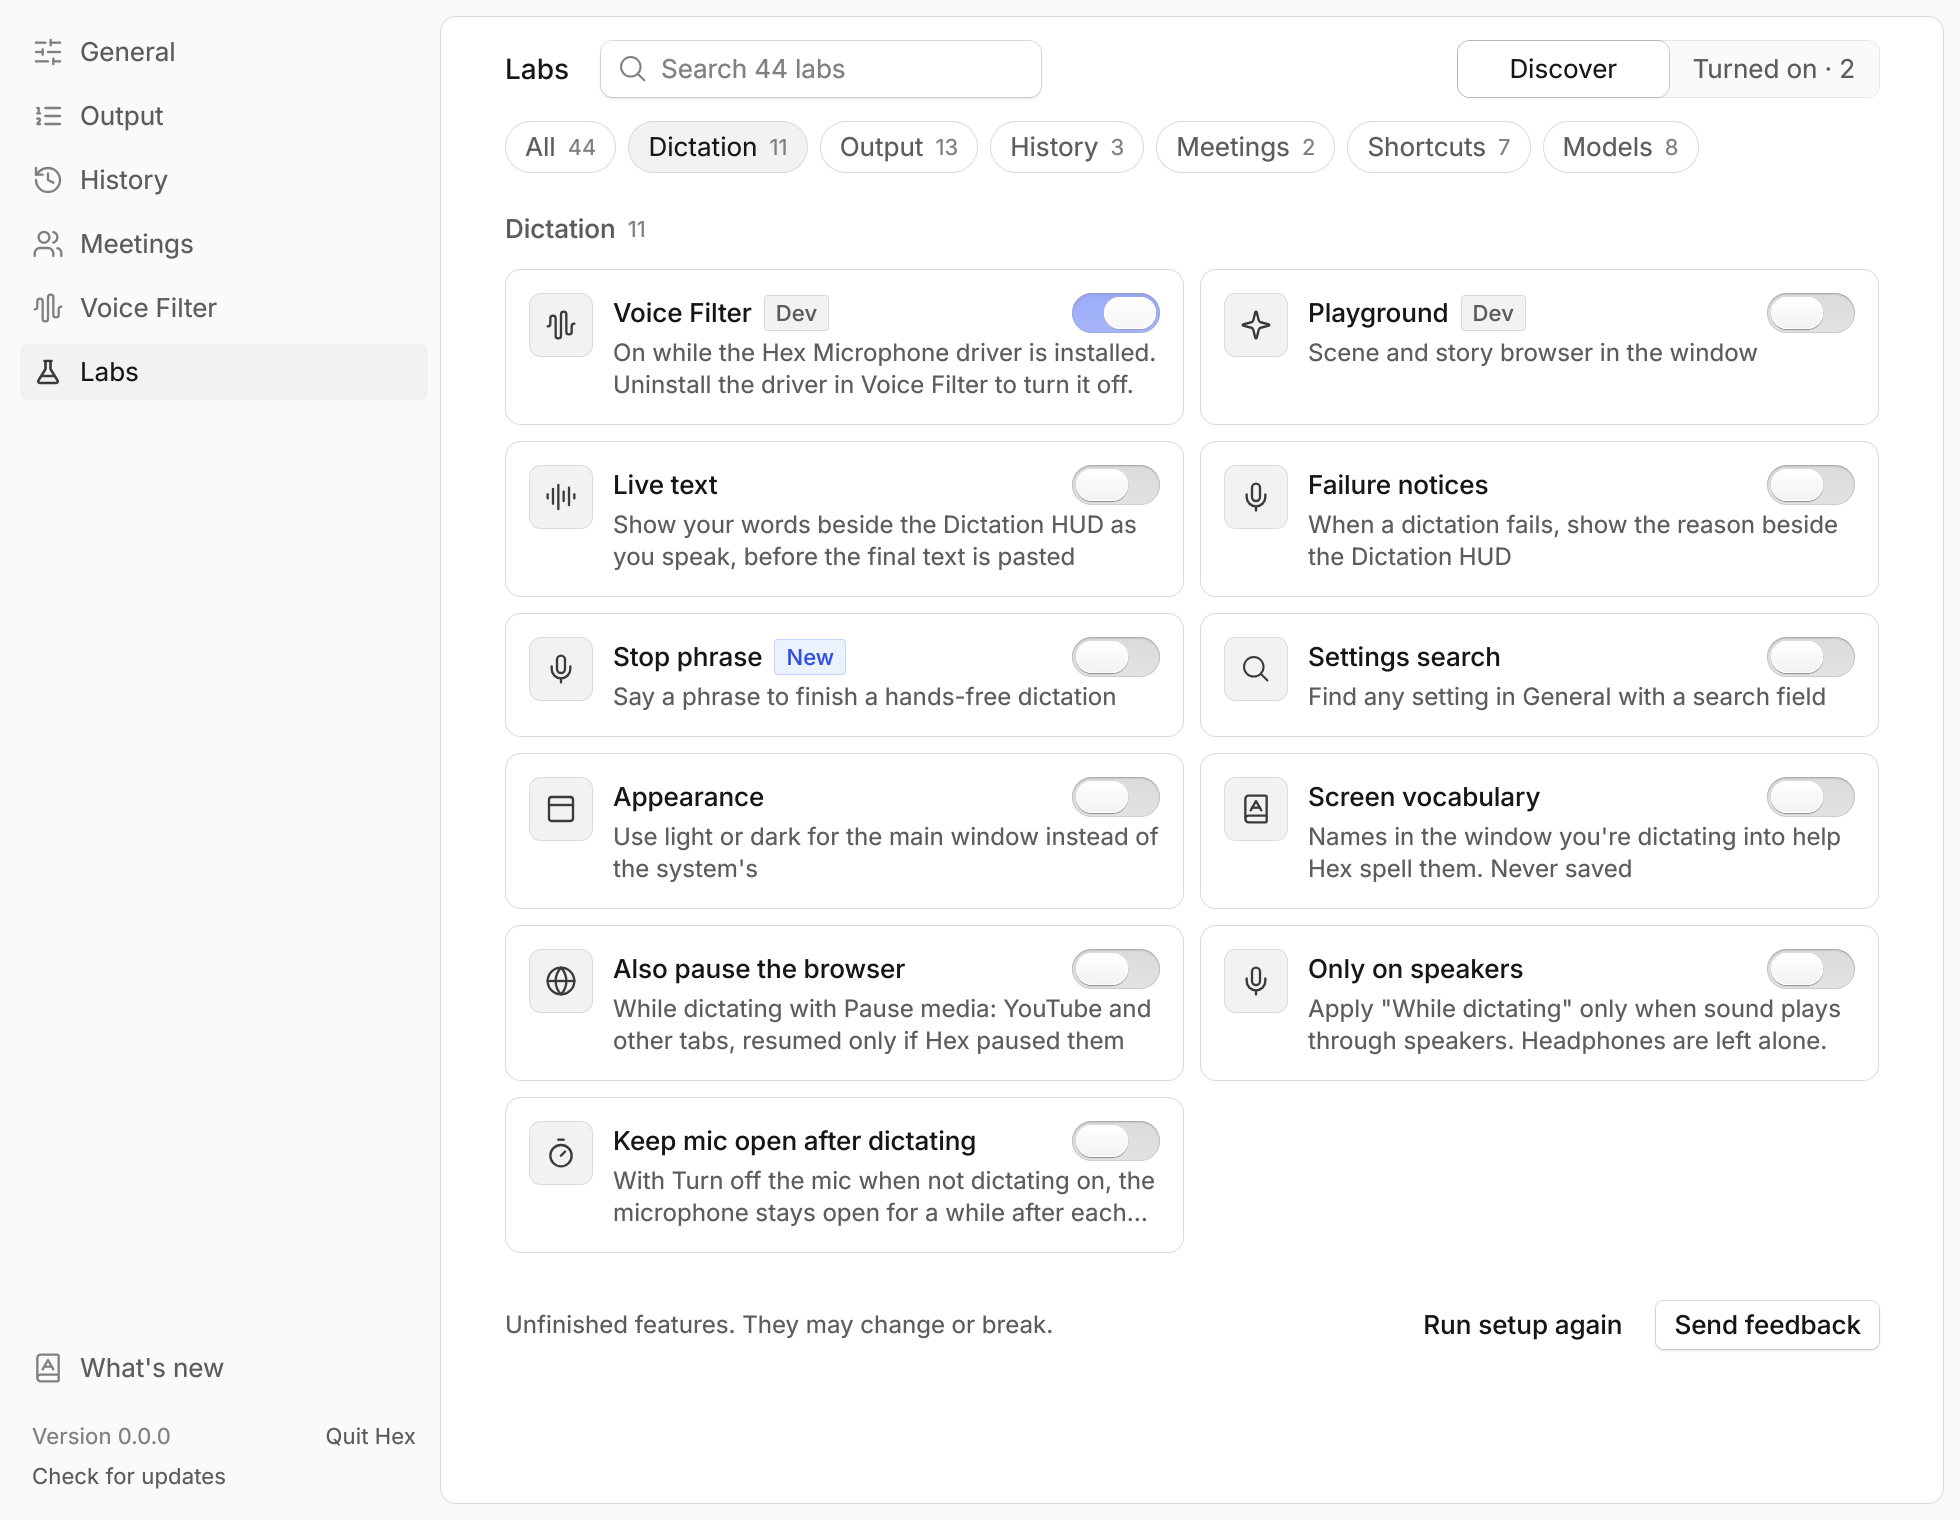 General
Output
History
Meetings
Voice Filter
Labs
What's new
Version 0.0.0
Quit Hex
Check for updates
Labs
Search 44 labs
Discover
Turned on · 2
All 44
Dictation 11
Output 13
History 3
Meetings 2
Shortcuts 7
Models 8
Dictation 11
Voice Filter Dev
On while the Hex Microphone driver is installed.
Uninstall the driver in Voice Filter to turn it off.
Playground Dev
Scene and story browser in the window
Live text
Show your words beside the Dictation HUD as
you speak, before the final text is pasted
Failure notices
When a dictation fails, show the reason beside
the Dictation HUD
Stop phrase New
Say a phrase to finish a hands-free dictation
Settings search
Find any setting in General with a search field
Appearance
Use light or dark for the main window instead of
the system's
Screen vocabulary
Names in the window you're dictating into help
Hex spell them. Never saved
Also pause the browser
While dictating with Pause media: YouTube and
other tabs, resumed only if Hex paused them
Only on speakers
Apply "While dictating" only when sound plays
through speakers. Headphones are left alone.
Keep mic open after dictating
With Turn off the mic when not dictating on, the
microphone stays open for a while after each...
Unfinished features. They may change or break.
Run setup again
Send feedback